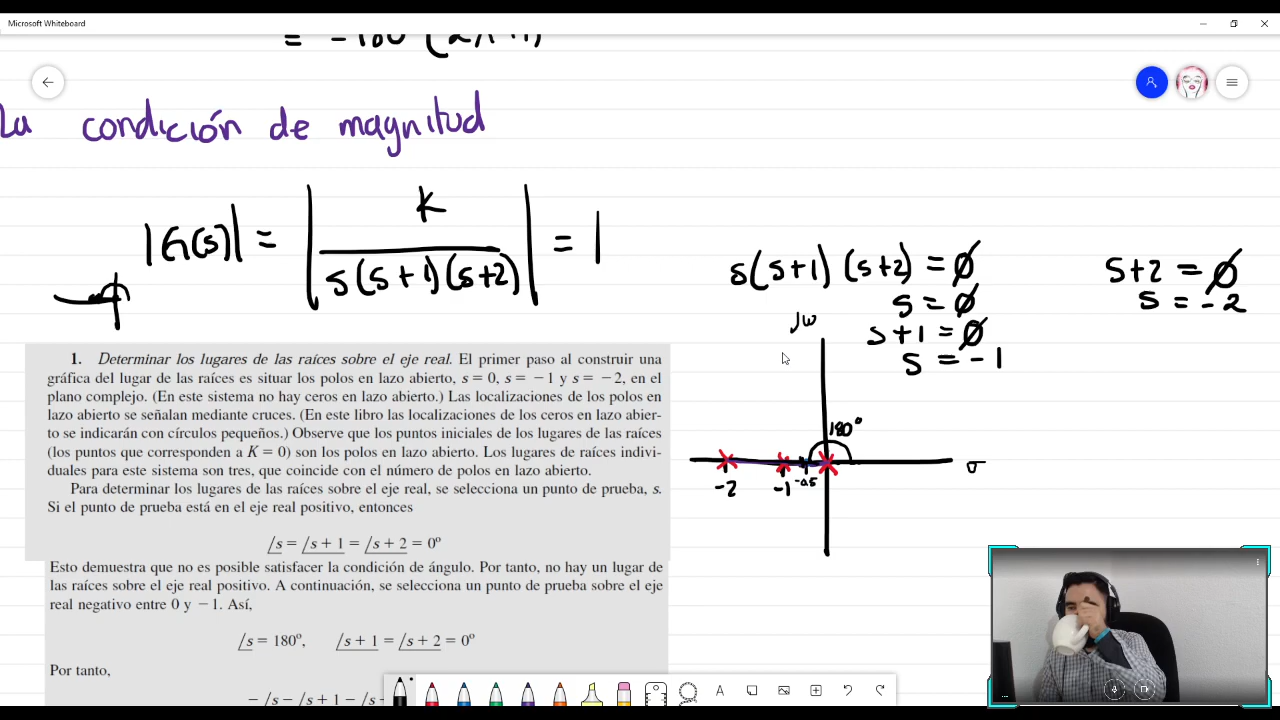 Microsoft Whiteboard
= -180 (2k+1)
La condición de magnitud
|G(s)| = | K / s(s+1)(s+2) | = 1
s(s+1)(s+2) = 0
s = 0
s+1 = 0
s = -1
s+2 = 0
s = -2
jw
180°
σ
-2 -1 -0.5
1. Determinar los lugares de las raíces sobre el eje real. El primer paso al construir una
gráfica del lugar de las raíces es situar los polos en lazo abierto, s = 0, s = −1 y s = −2, en el
plano complejo. (En este sistema no hay ceros en lazo abierto.) Las localizaciones de los polos en
lazo abierto se señalan mediante cruces. (En este libro las localizaciones de los ceros en lazo abier-
to se indicarán con círculos pequeños.) Observe que los puntos iniciales de los lugares de las raíces
(los puntos que corresponden a K = 0) son los polos en lazo abierto. Los lugares de raíces indivi-
duales para este sistema son tres, que coincide con el número de polos en lazo abierto.
Para determinar los lugares de las raíces sobre el eje real, se selecciona un punto de prueba, s.
Si el punto de prueba está en el eje real positivo, entonces
/s = /s + 1 = /s + 2 = 0°
Esto demuestra que no es posible satisfacer la condición de ángulo. Por tanto, no hay un lugar de
las raíces sobre el eje real positivo. A continuación, se selecciona un punto de prueba sobre el eje
real negativo entre 0 y −1. Así,
/s = 180°, /s + 1 = /s + 2 = 0°
Por tanto,
− /s − /s + 1 − /s